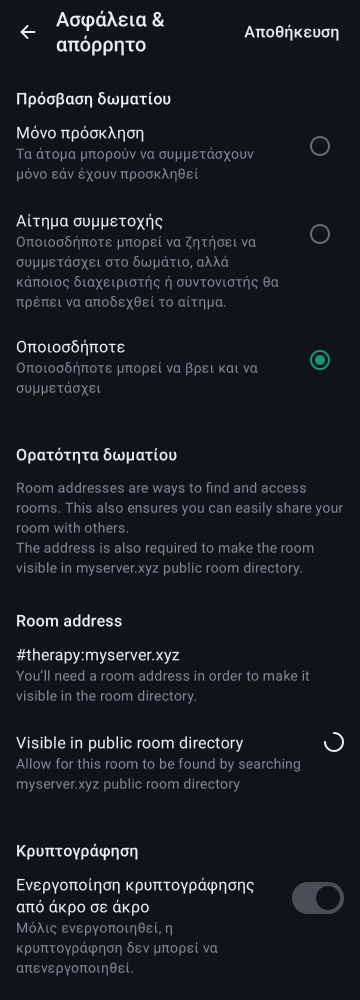 Ασφάλεια &
απόρρητο
Αποθήκευση
Πρόσβαση δωματίου
Μόνο πρόσκληση
Τα άτομα μπορούν να συμμετάσχουν
μόνο εάν έχουν προσκληθεί
Αίτημα συμμετοχής
Οποιοσδήποτε μπορεί να ζητήσει να
συμμετάσχει στο δωμάτιο, αλλά
κάποιος διαχειριστής ή συντονιστής θα
πρέπει να αποδεχθεί το αίτημα.
Οποιοσδήποτε
Οποιοσδήποτε μπορεί να βρει και να
συμμετάσχει
Ορατότητα δωματίου
Room addresses are ways to find and access
rooms. This also ensures you can easily share your
room with others.
The address is also required to make the room
visible in myserver.xyz public room directory.
Room address
#therapy:myserver.xyz
You’ll need a room address in order to make it
visible in the room directory.
Visible in public room directory
Allow for this room to be found by searching
myserver.xyz public room directory
Κρυπτογράφηση
Ενεργοποίηση κρυπτογράφησης
από άκρο σε άκρο
Μόλις ενεργοποιηθεί, η
κρυπτογράφηση δεν μπορεί να
απενεργοποιηθεί.